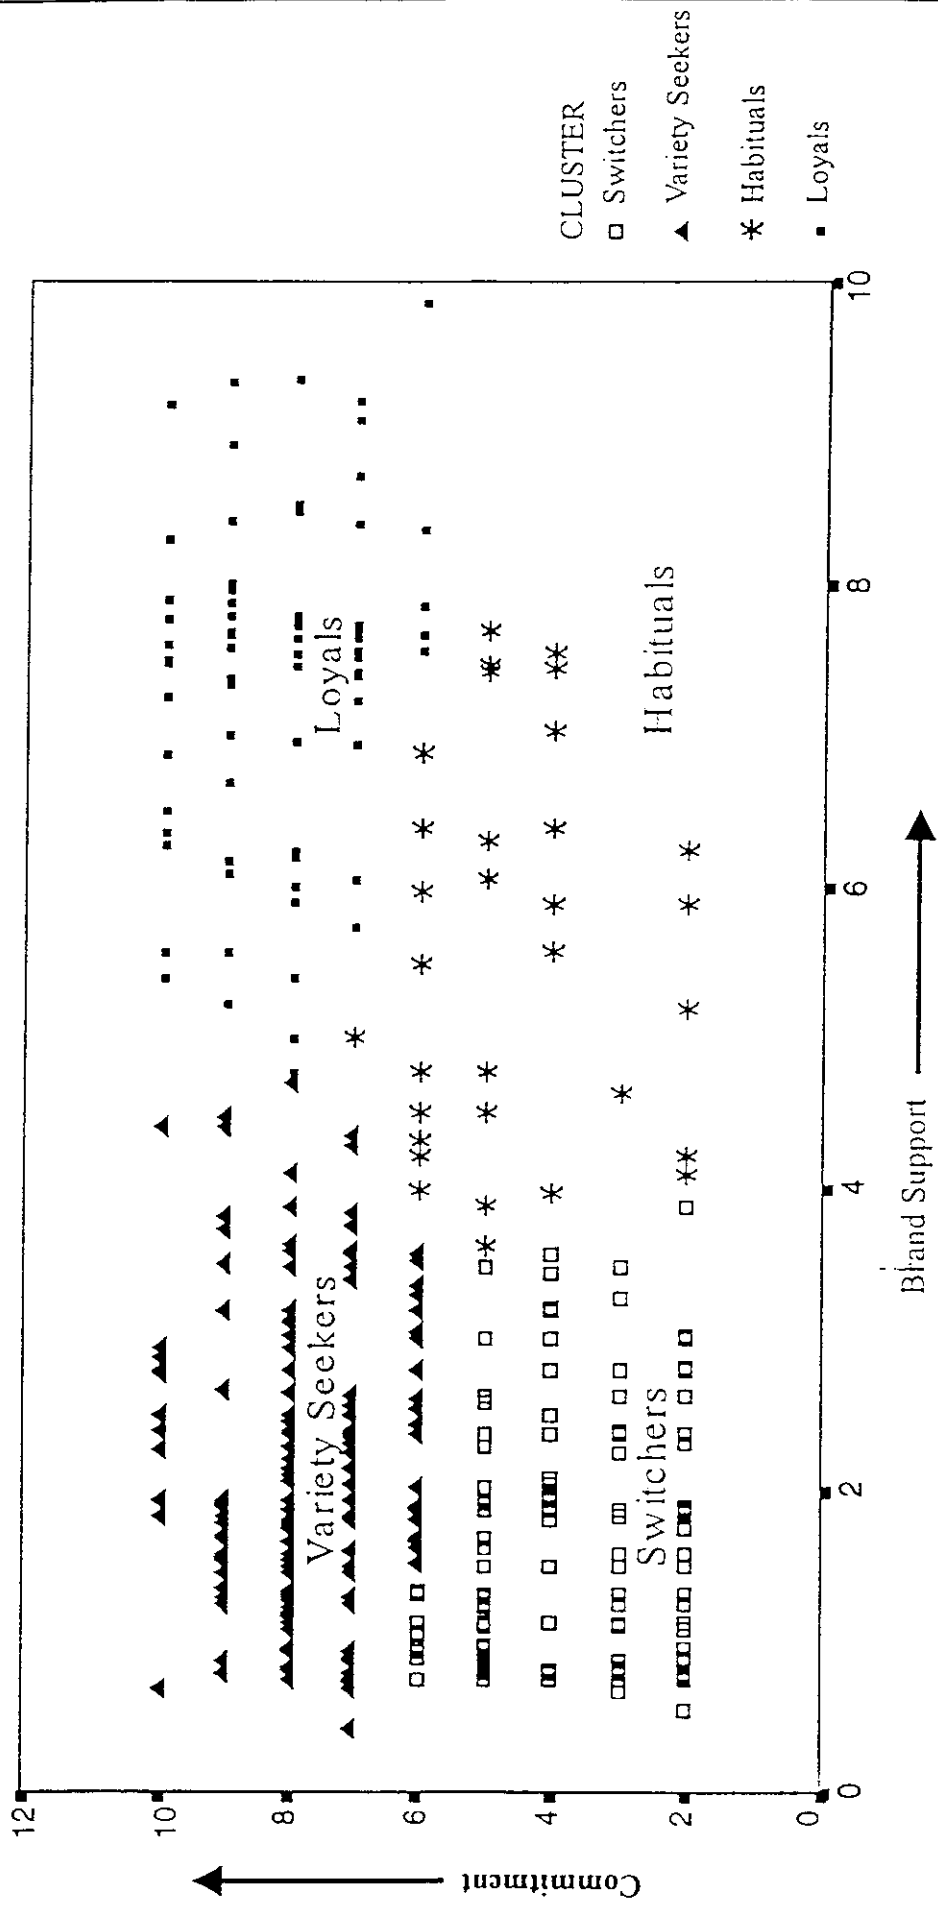 Commitment
12
10
8
6
4
2
0
0
2
4
6
8
10
Brand Support
Variety Seekers
Loyals
Switchers
Habituals
CLUSTER
Switchers
Variety Seekers
Habituals
Loyals